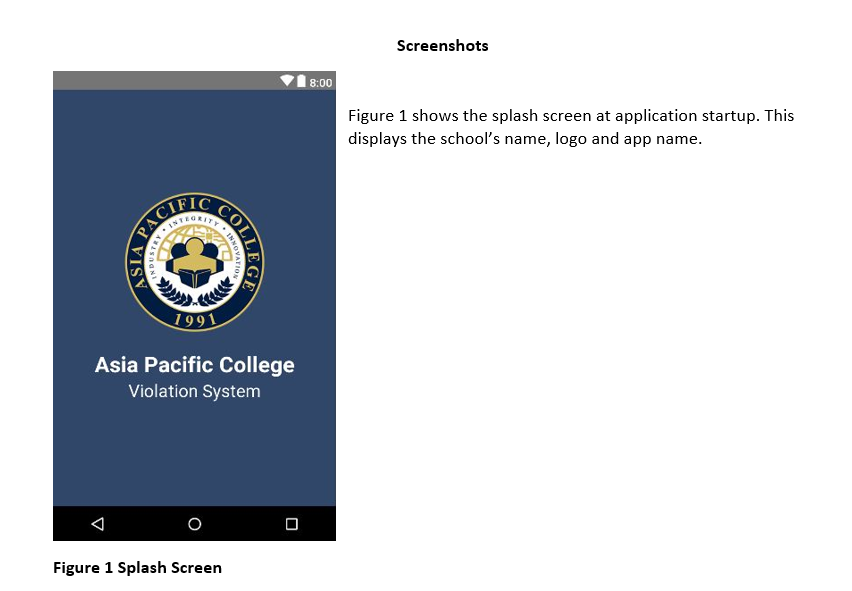 Screenshots
8:00
Figure 1 shows the splash screen at application startup. This
displays the school’s name, logo and app name.
ASIA PACIFIC COLLEGE
INDUSTRY • INTEGRITY • INNOVATION
1991
Asia Pacific College
Violation System
Figure 1 Splash Screen